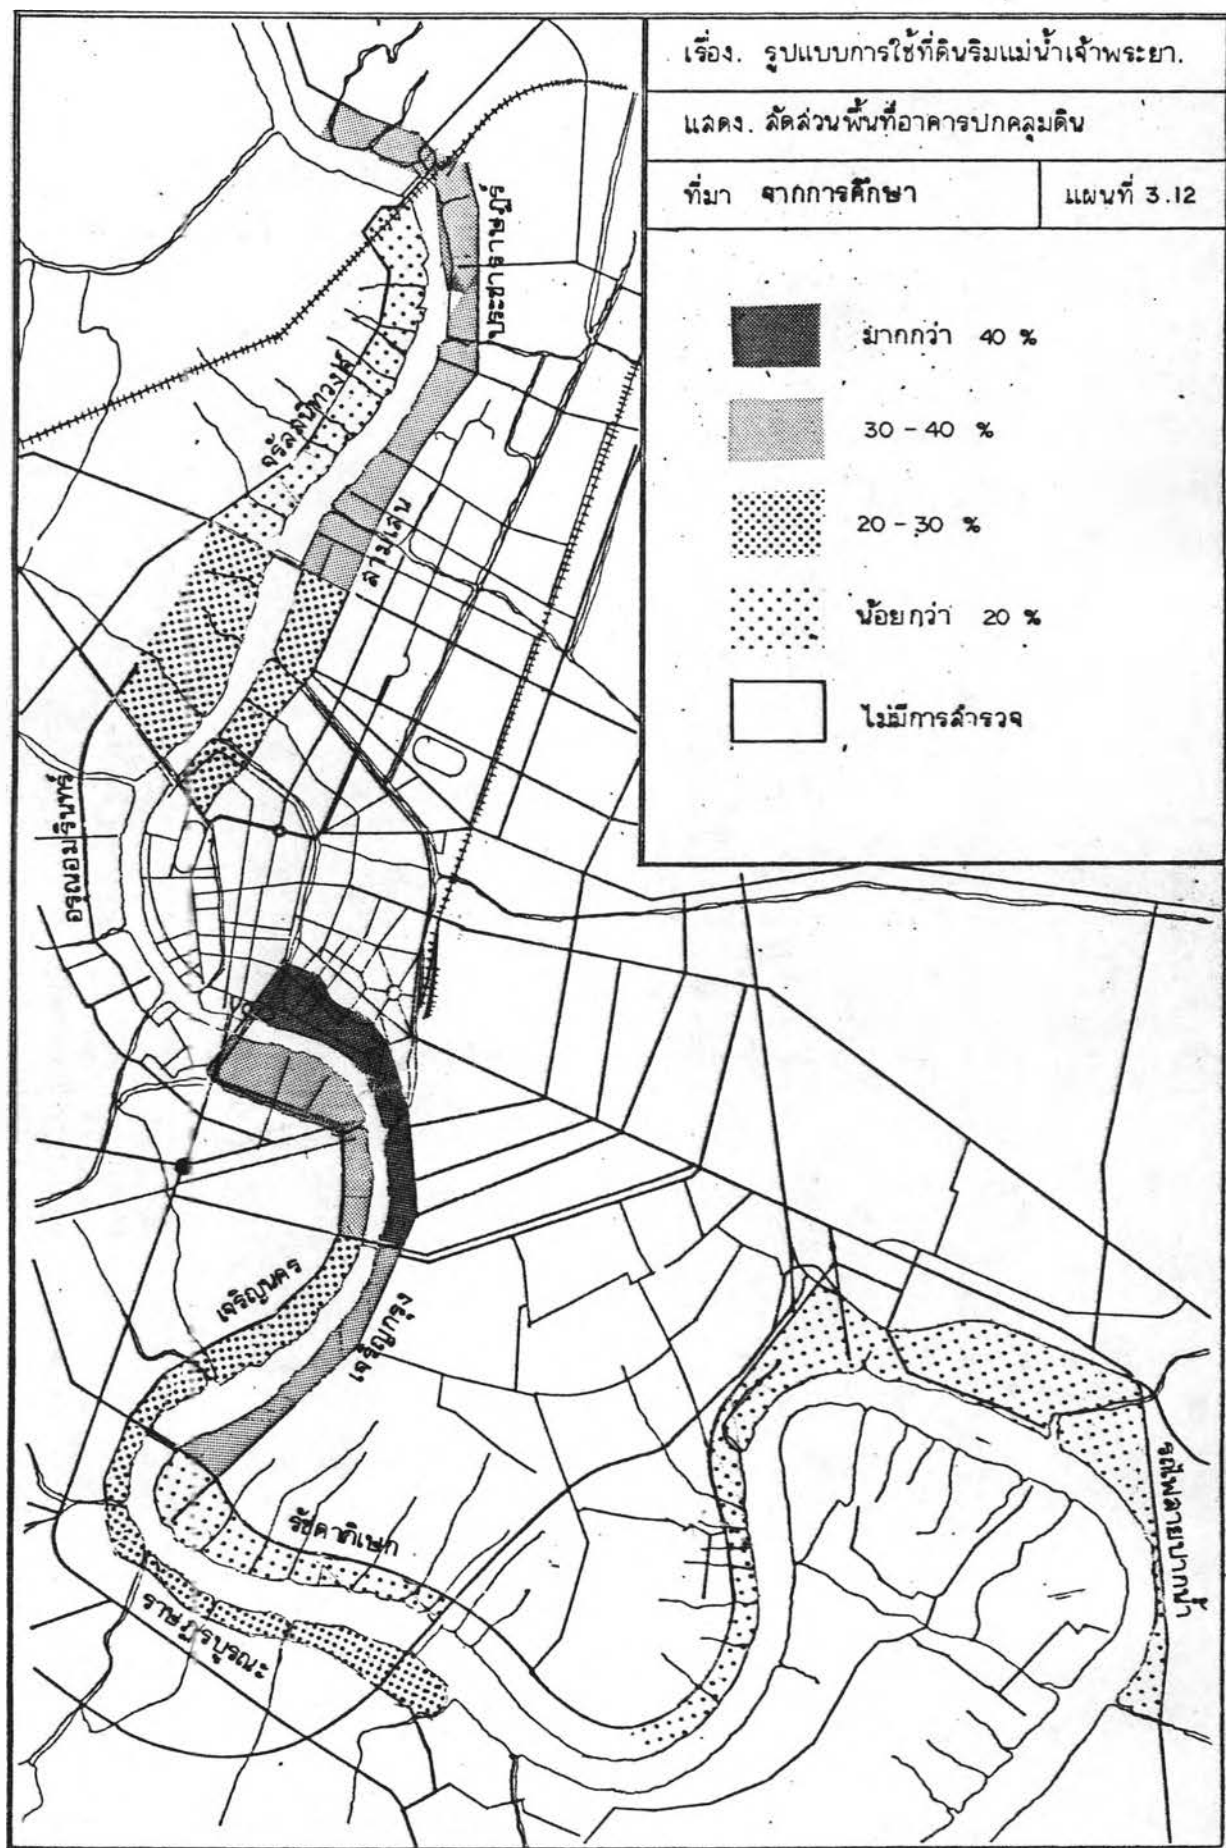 เรื่อง. รูปแบบการใช้ที่ดินริมแม่น้ำเจ้าพระยา.
แสดง. สัดส่วนพื้นที่อาคารปกคลุมดิน
ที่มา จากการศึกษา
แผนที่ 3.12
มากกว่า 40 %
30 - 40 %
20 - 30 %
น้อยกว่า 20 %
ไม่มีการสำรวจ
จรัลสนิทวงศ์
สามเสน
อรุณอมรินทร์
เจริญนคร
เจริญกรุง
รัชดาภิเษก
ราษฎร์บูรณะ
รถไฟสายปากน้ำ